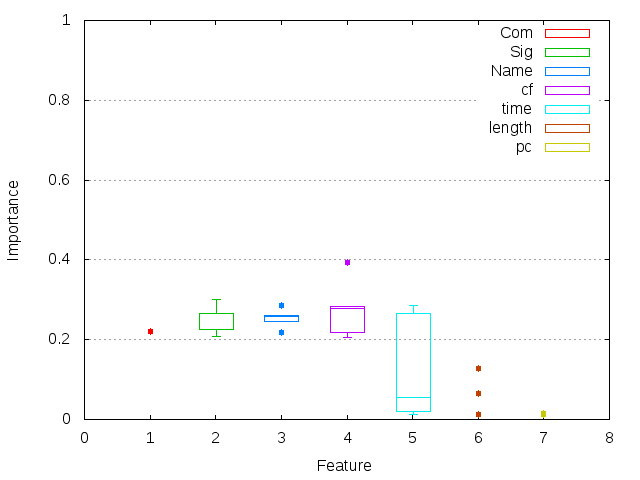 1
0.8
0.6
0.4
0.2
0
0 1 2 3 4 5 6 7 8
Importance
Feature
Com
Sig
Name
cf
time
length
pc